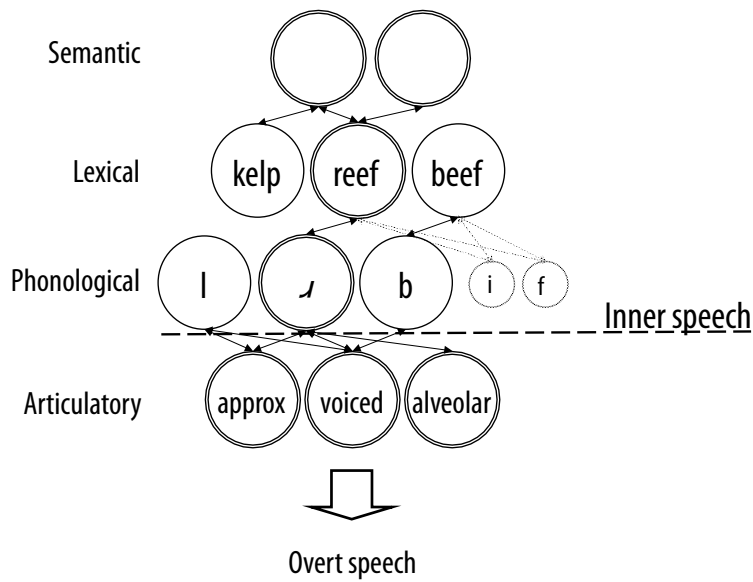 Semantic
Lexical kelp reef beef
Phonological l ɹ b i f
Inner speech
Articulatory approx voiced alveolar
Overt speech